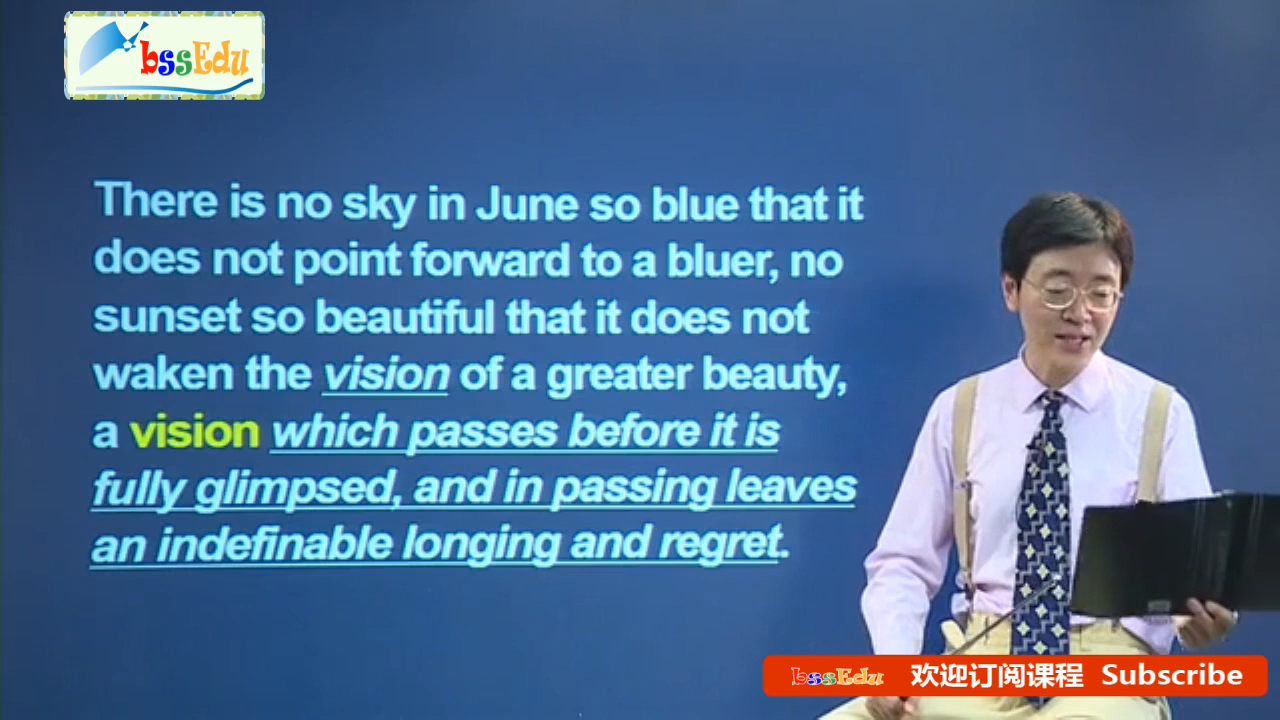 bssEdu
There is no sky in June so blue that it
does not point forward to a bluer, no
sunset so beautiful that it does not
waken the vision of a greater beauty,
a vision which passes before it is
fully glimpsed, and in passing leaves
an indefinable longing and regret.
bssEdu 欢迎订阅课程 Subscribe